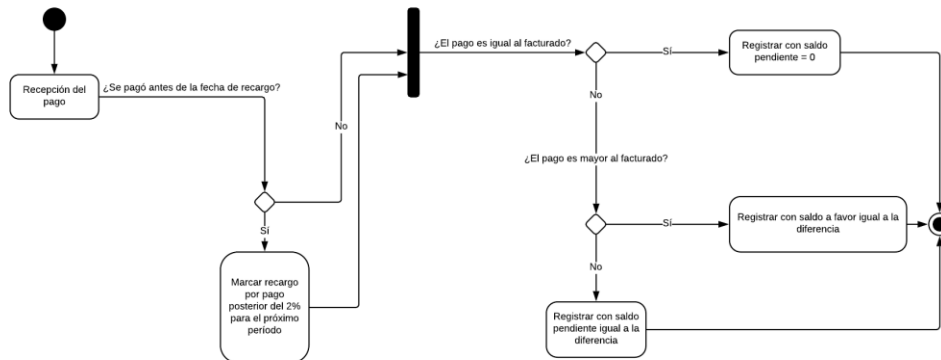 Recepción del
pago
¿Se pagó antes de la fecha de recargo?
No
Sí
Marcar recargo
por pago
posterior del 2%
para el próximo
período
¿El pago es igual al facturado?
Sí
Registrar con saldo
pendiente = 0
No
¿El pago es mayor al facturado?
Sí
Registrar con saldo a favor igual a la
diferencia
No
Registrar con saldo
pendiente igual a la
diferencia